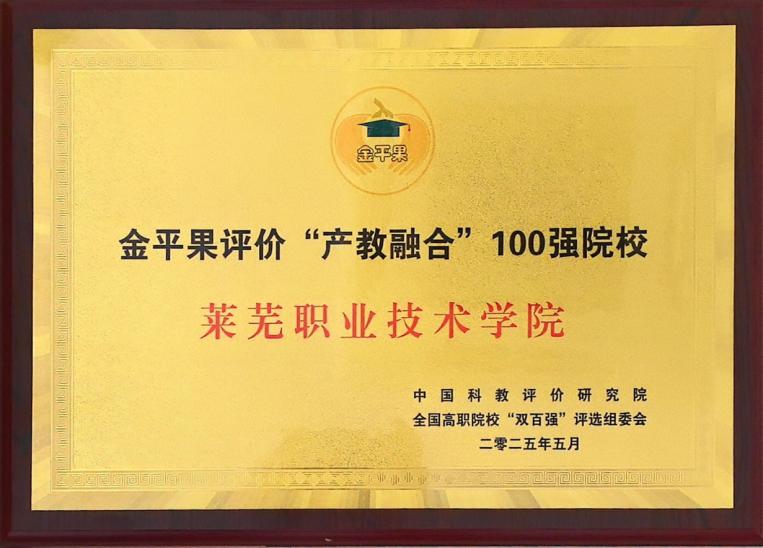 金平果
金平果评价“产教融合”100强院校
莱芜职业技术学院
中国科教评价研究院
全国高职院校“双百强”评选组委会
二零二五年五月